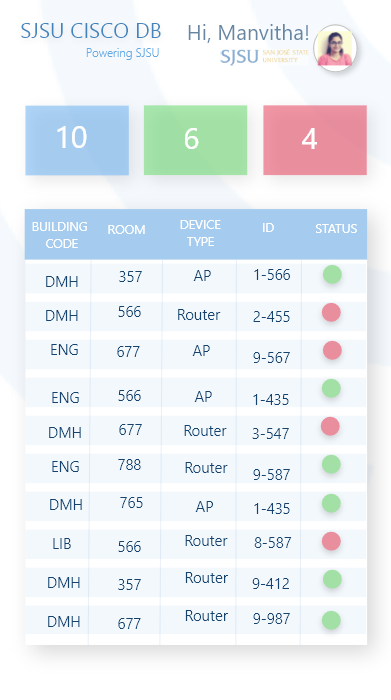 SJSU CISCO DB
Powering SJSU
Hi, Manvitha!
SJSU SAN JOSÉ STATE
UNIVERSITY
10 6 4
BUILDING CODE ROOM DEVICE TYPE ID STATUS
DMH 357 AP 1-566
DMH 566 Router 2-455
ENG 677 AP 9-567
ENG 566 AP 1-435
DMH 677 Router 3-547
ENG 788 Router 9-587
DMH 765 AP 1-435
LIB 566 Router 8-587
DMH 357 Router 9-412
DMH 677 Router 9-987